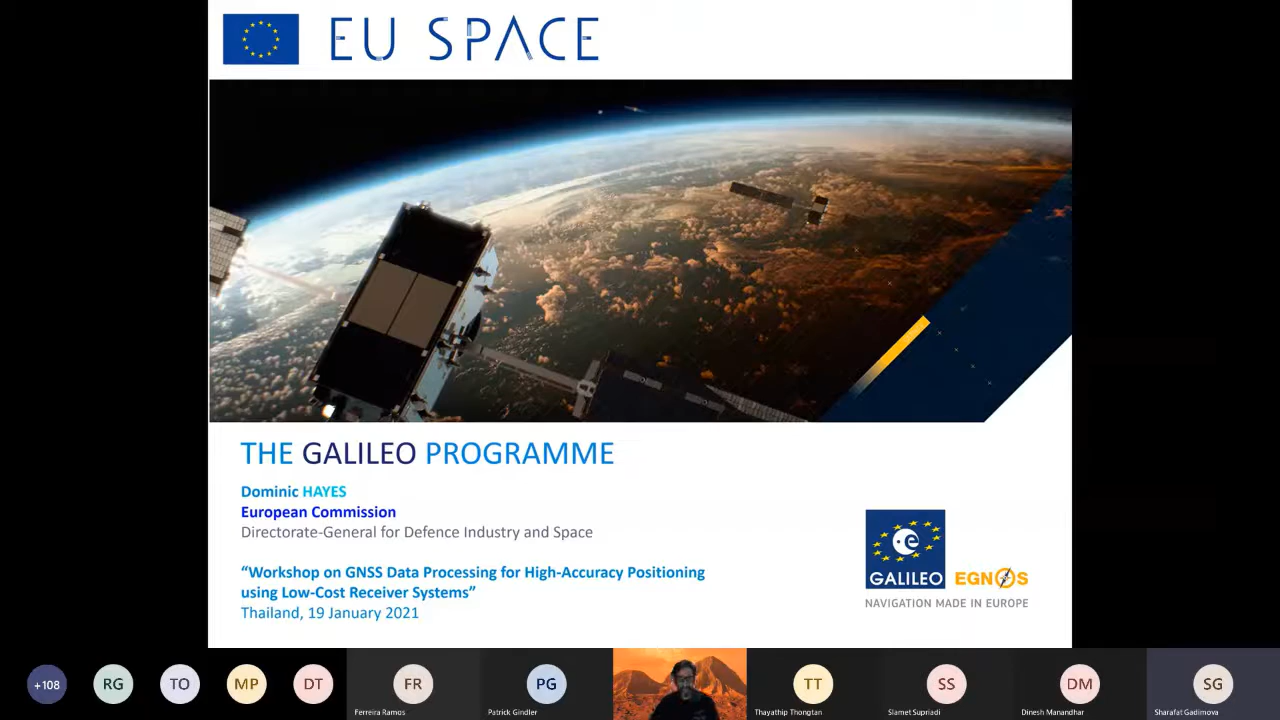 EU SPACE
THE GALILEO PROGRAMME
Dominic HAYES
European Commission
Directorate-General for Defence Industry and Space
“Workshop on GNSS Data Processing for High-Accuracy Positioning
using Low-Cost Receiver Systems”
Thailand, 19 January 2021
GALILEO
EGNOS
NAVIGATION MADE IN EUROPE
+108
RG
TO
MP
DT
FR
Ferreira Ramos
PG
Patrick Gindler
TT
Thayathip Thongtan
SS
Slamet Supriadi
DM
Dinesh Manandhar
SG
Sharafat Gadimova